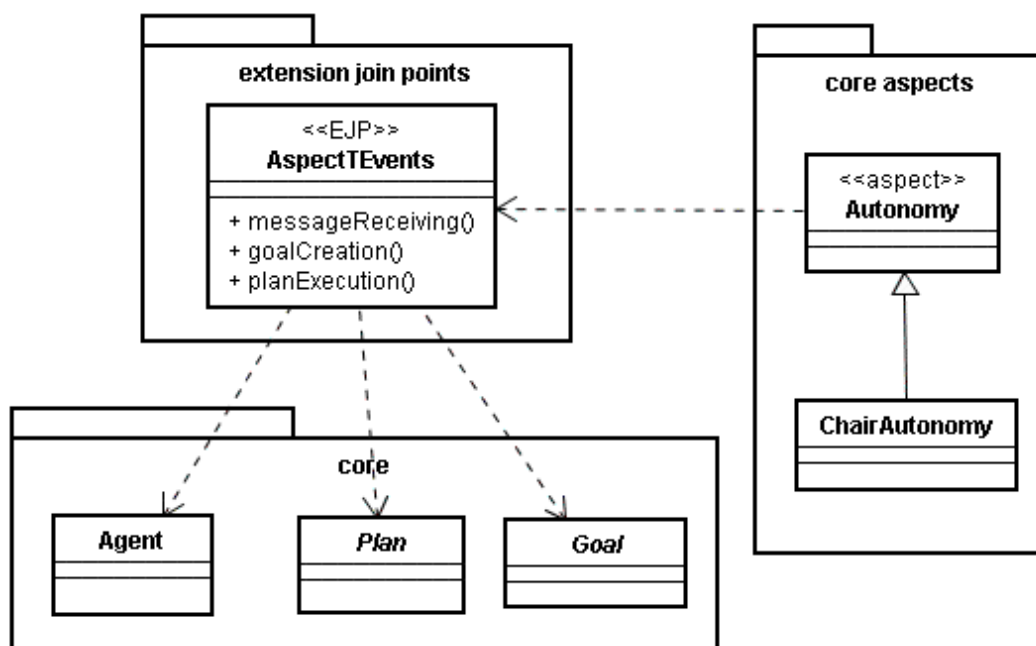 extension join points
<<EJP>>
AspectTEvents
+ messageReceiving()
+ goalCreation()
+ planExecution()
core aspects
<<aspect>>
Autonomy
ChairAutonomy
core
Agent
Plan
Goal